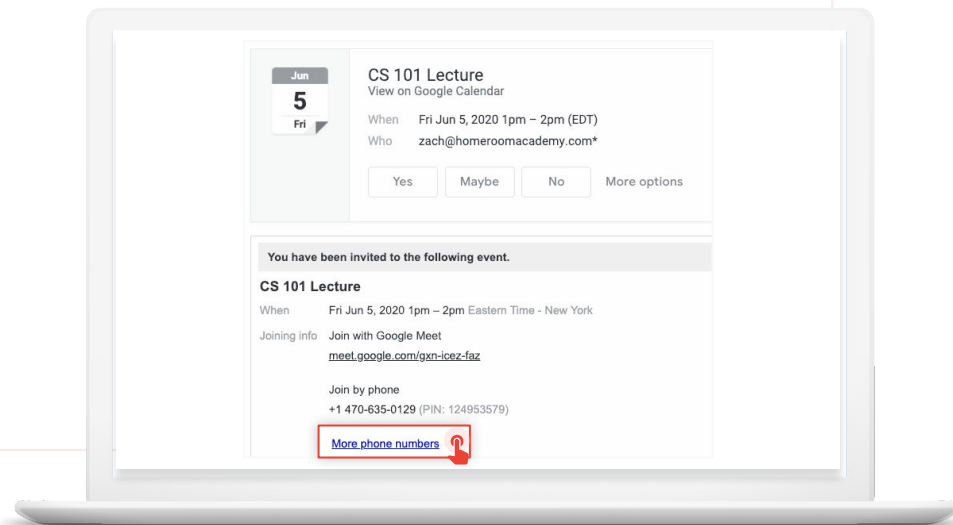 Jun
5
Fri
CS 101 Lecture
View on Google Calendar
When Fri Jun 5, 2020 1pm – 2pm (EDT)
Who zach@homeroomacademy.com*
Yes Maybe No More options
You have been invited to the following event.
CS 101 Lecture
When Fri Jun 5, 2020 1pm – 2pm Eastern Time - New York
Joining info Join with Google Meet
meet.google.com/gxn-icez-faz
Join by phone
+1 470-635-0129 (PIN: 124953579)
More phone numbers